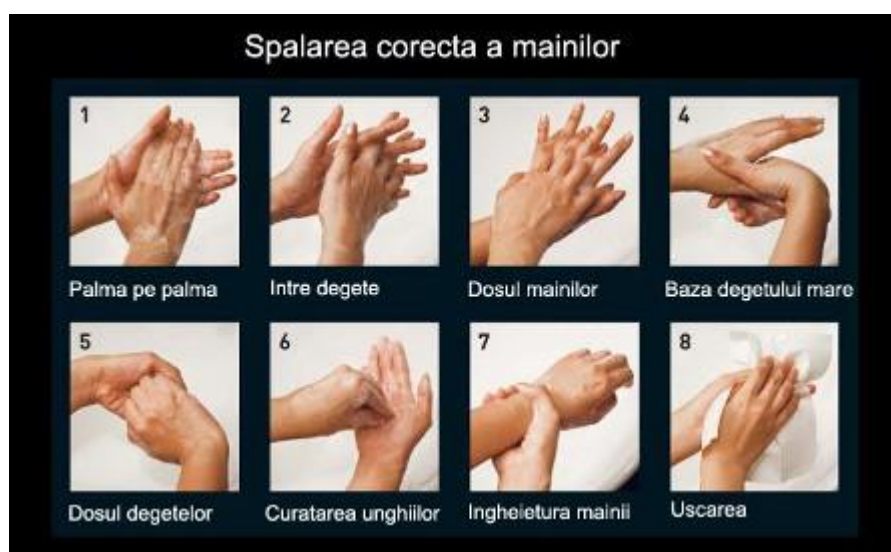 Spalarea corecta a mainilor
1
2
3
4
Palma pe palma
Intre degete
Dosul mainilor
Baza degetului mare
5
6
7
8
Dosul degetelor
Curatarea unghiilor
Ingheietura mainii
Uscarea